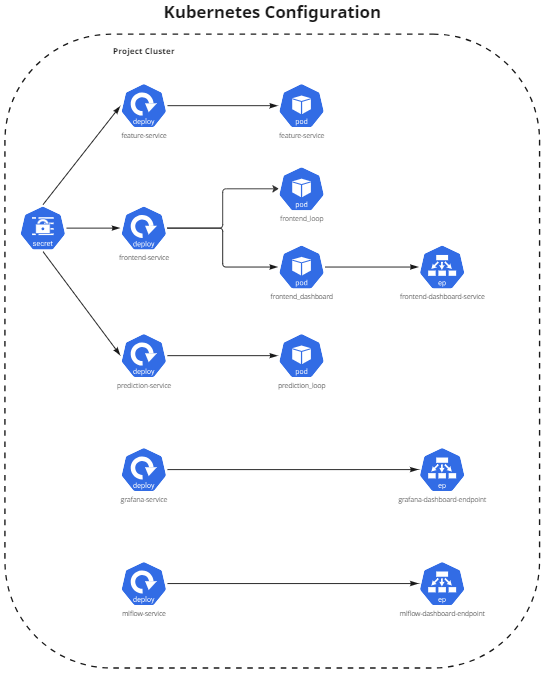 Kubernetes Configuration
Project Cluster
deploy
feature-service
pod
feature-service
pod
frontend_loop
secret
deploy
frontend-service
pod
frontend_dashboard
ep
frontend-dashboard-service
deploy
prediction-service
pod
prediction_loop
deploy
grafana-service
ep
grafana-dashboard-endpoint
deploy
mlflow-service
ep
mlflow-dashboard-endpoint